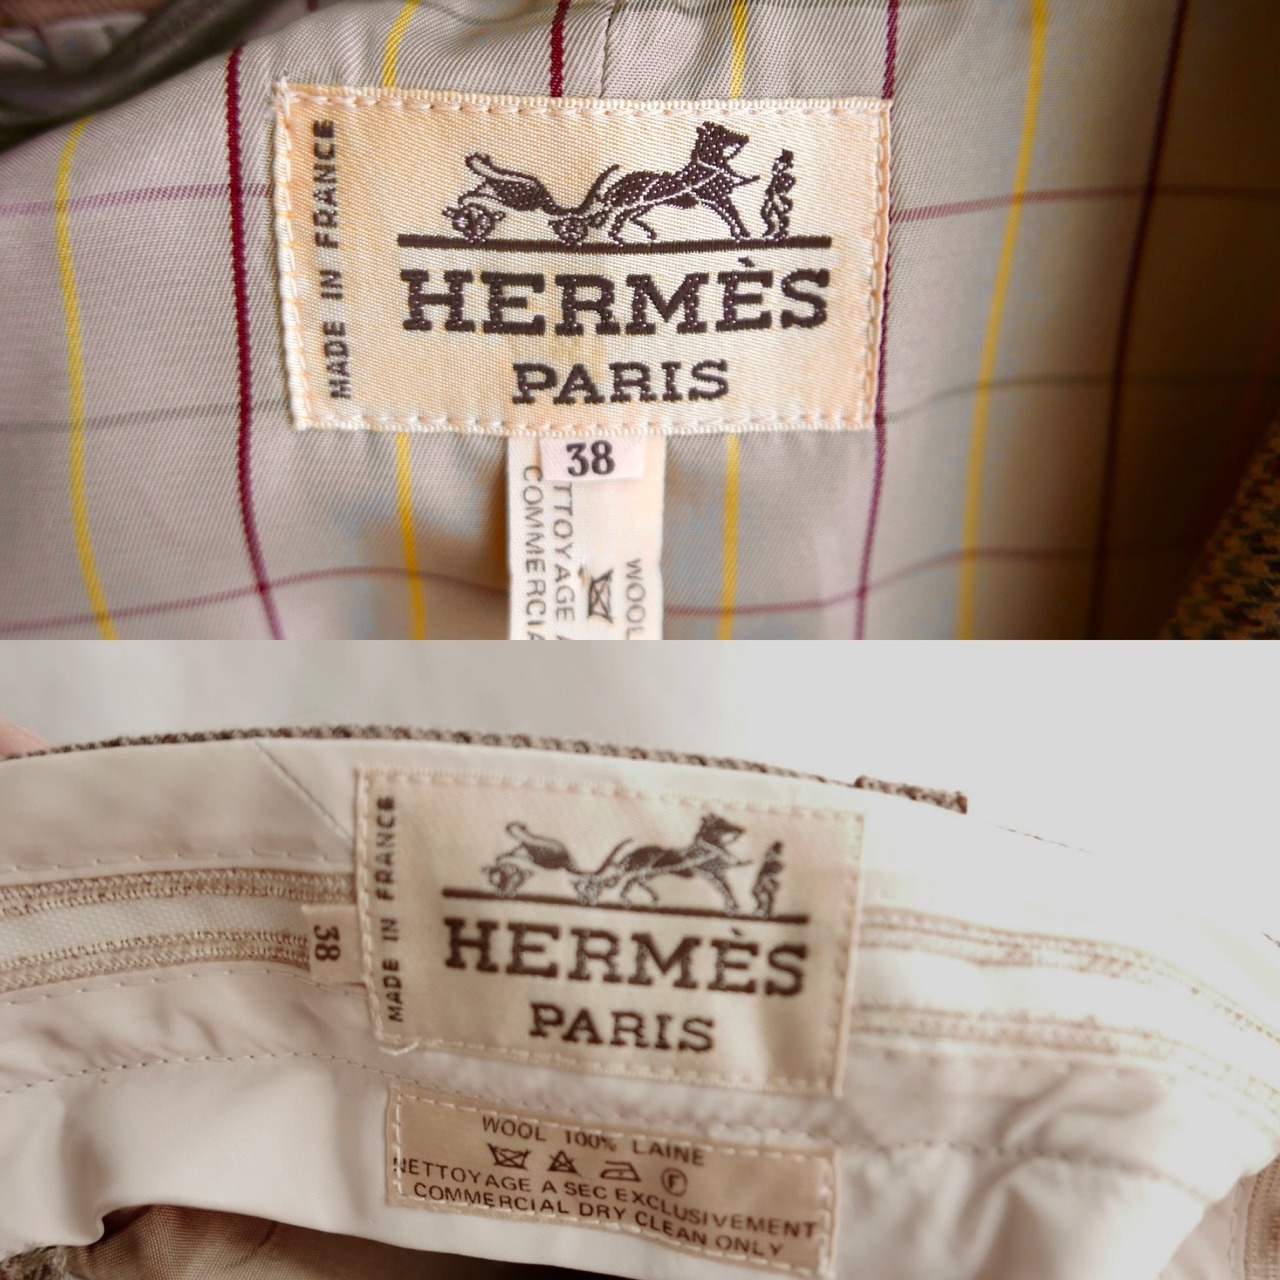 MADE IN FRANCE
HERMÈS
PARIS
38
WOOL
TTOYAGE
COMMERCIA
MADE IN FRANCE
HERMÈS
PARIS
38
WOOL 100% LAINE
F
NETTOYAGE A SEC EXCLUSIVEMENT
COMMERCIAL DRY CLEAN ONLY